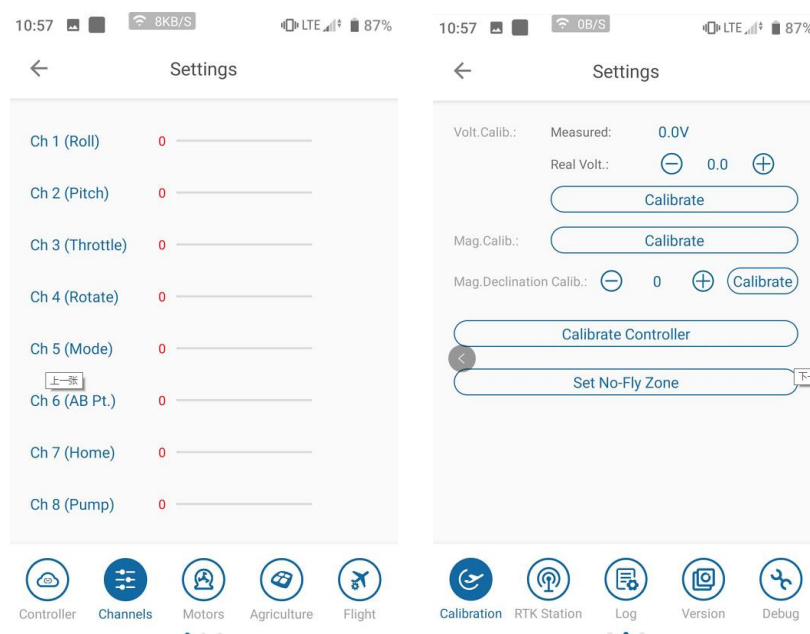 10:57 8KB/S LTE 87%
Settings
Ch 1 (Roll) 0
Ch 2 (Pitch) 0
Ch 3 (Throttle) 0
Ch 4 (Rotate) 0
Ch 5 (Mode) 0
上一张
Ch 6 (AB Pt.) 0
Ch 7 (Home) 0
Ch 8 (Pump) 0
Controller Channels Motors Agriculture Flight
10:57 0B/S LTE 87%
Settings
Volt.Calib.: Measured: 0.0V
Real Volt.: 0.0
Calibrate
Mag.Calib.: Calibrate
Mag.Declination Calib.: 0 Calibrate
Calibrate Controller
Set No-Fly Zone
Calibration RTK Station Log Version Debug